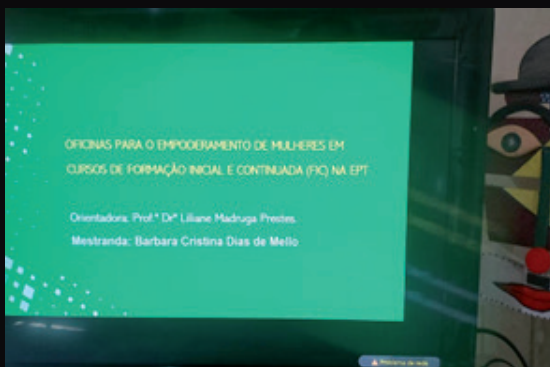 OFICINAS PARA O EMPODERAMENTO DE MULHERES EM
CURSOS DE FORMAÇÃO INICIAL E CONTINUADA (FIC) NA EPT
Orientadora: Prof.ª Drª Liliane Madruga Prestes
Mestranda: Barbara Cristina Dias de Mello